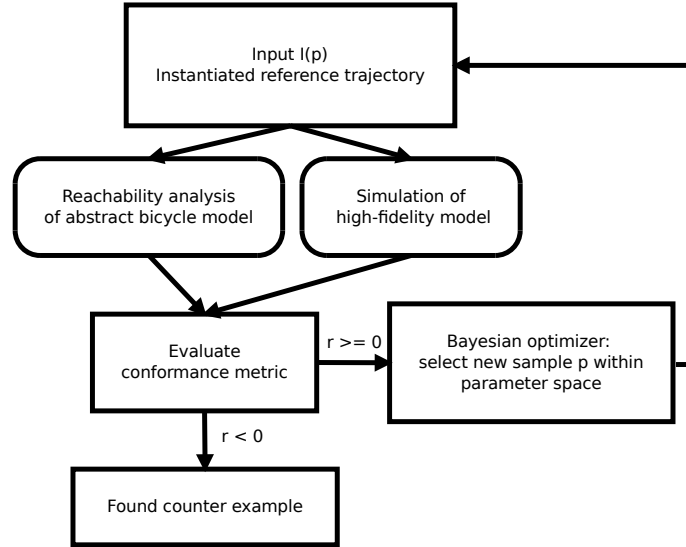 Input I(p)
Instantiated reference trajectory
Reachability analysis
of abstract bicycle model
Simulation of
high-fidelity model
Evaluate
conformance metric
r >= 0
Bayesian optimizer:
select new sample p within
parameter space
r < 0
Found counter example